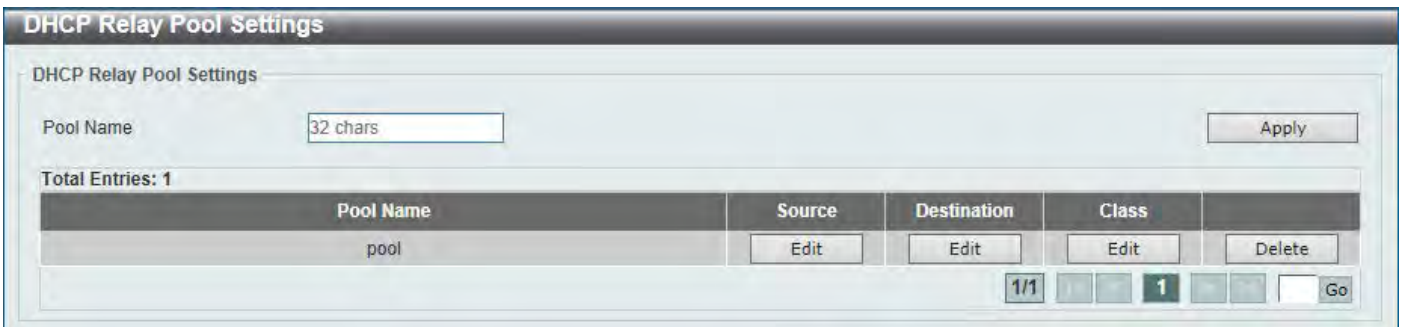 DHCP Relay Pool Settings
DHCP Relay Pool Settings
Pool Name 32 chars Apply
Total Entries: 1
Pool Name Source Destination Class
pool Edit Edit Edit Delete
1/1 1 Go